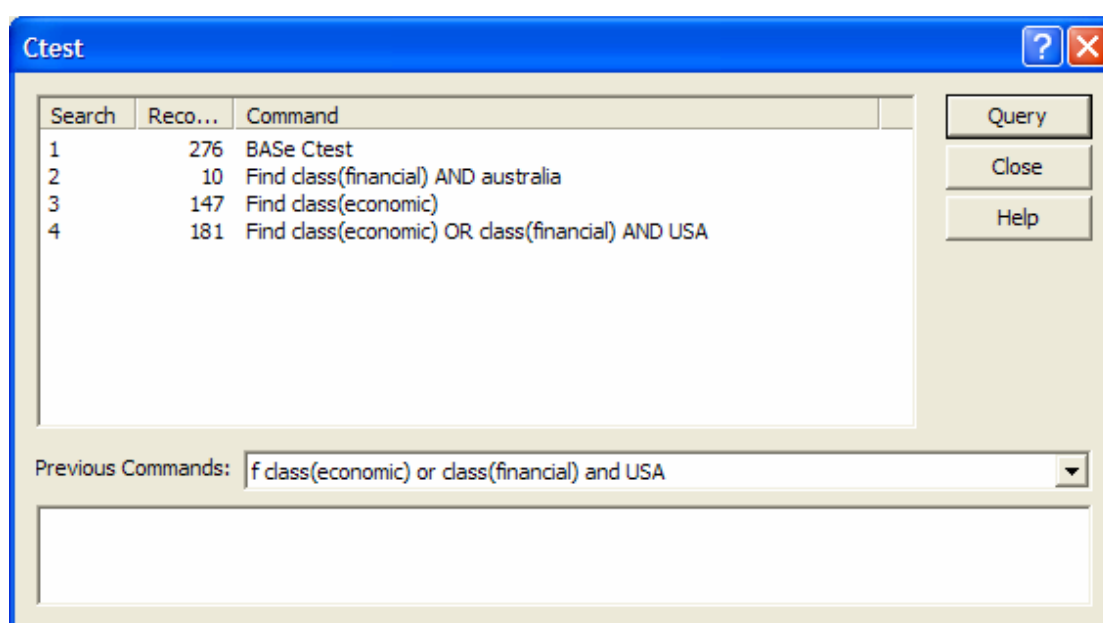 Ctest
Search Reco... Command
1 276 BASe Ctest
2 10 Find class(financial) AND australia
3 147 Find class(economic)
4 181 Find class(economic) OR class(financial) AND USA
Query
Close
Help
Previous Commands: f class(economic) or class(financial) and USA